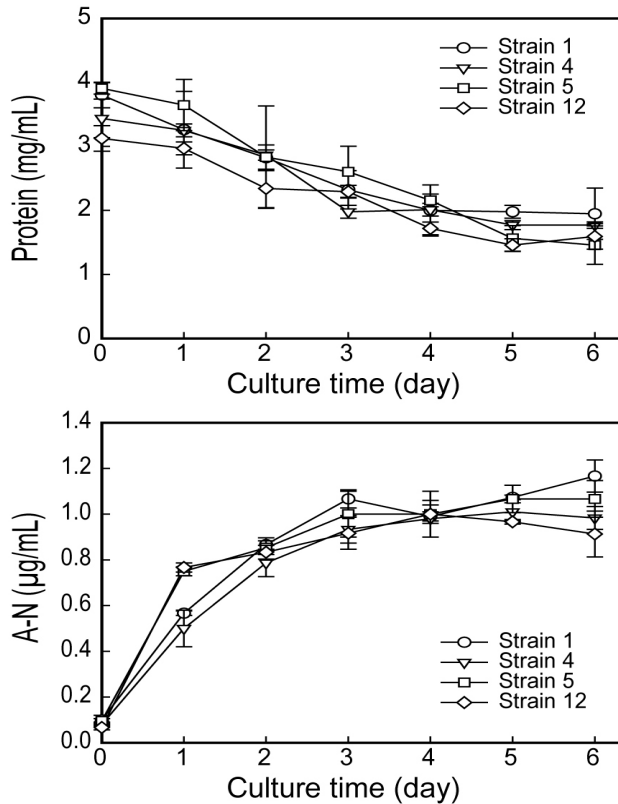 5
4
3
2
1
0
Protein (mg/mL)
Strain 1
Strain 4
Strain 5
Strain 12
0 1 2 3 4 5 6
Culture time (day)
1.4
1.2
1.0
0.8
0.6
0.4
0.2
0.0
A-N (μg/mL)
Strain 1
Strain 4
Strain 5
Strain 12
0 1 2 3 4 5 6
Culture time (day)